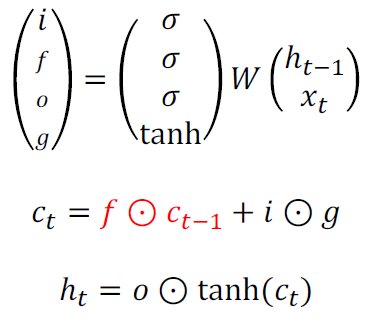 (i f o g) = (σ σ σ tanh) W (h_{t−1} x_t)
c_t = f ⊙ c_{t−1} + i ⊙ g
h_t = o ⊙ tanh(c_t)